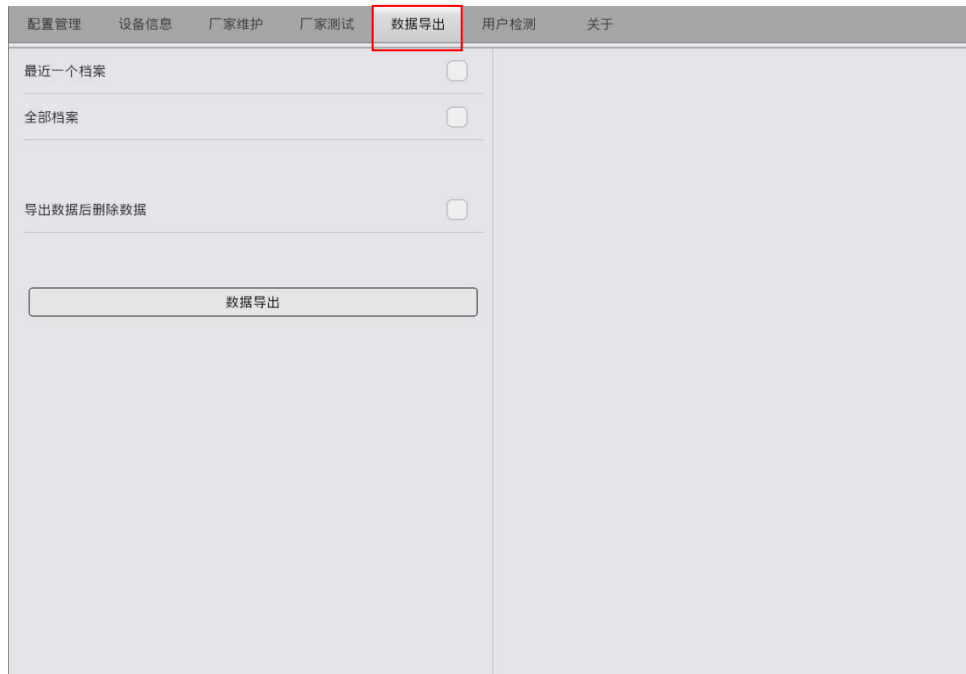 配置管理 设备信息 厂家维护 厂家测试 数据导出 用户检测 关于
最近一个档案
全部档案
导出数据后删除数据
数据导出